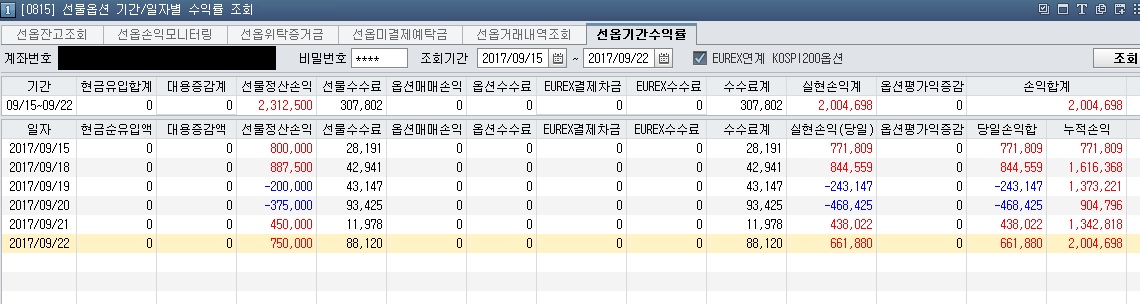 1 [0815] 선물옵션 기간/일자별 수익률 조회
선옵잔고조회 선옵손익모니터링 선옵위탁증거금 선옵미결제예탁금 선옵거래내역조회 선옵기간수익률
계좌번호 비밀번호 **** 조회기간 2017/09/15 ~ 2017/09/22 EUREX연계 KOSPI200옵션 조회
기간 현금유입합계 대용증감계 선물정산손익 선물수수료 옵션매매손익 옵션수수료 EUREX결제차금 EUREX수수료 수수료계 실현손익계 옵션평가익증감 손익합계
09/15~09/22 0 0 2,312,500 307,802 0 0 0 0 307,802 2,004,698 0 2,004,698
일자 현금순유입액 대용증감액 선물정산손익 선물수수료 옵션매매손익 옵션수수료 EUREX결제차금 EUREX수수료 수수료계 실현손익(당일) 옵션평가익증감 당일손익합 누적손익
2017/09/15 0 0 800,000 28,191 0 0 0 0 28,191 771,809 0 771,809 771,809
2017/09/18 0 0 887,500 42,941 0 0 0 0 42,941 844,559 0 844,559 1,616,368
2017/09/19 0 0 -200,000 43,147 0 0 0 0 43,147 -243,147 0 -243,147 1,373,221
2017/09/20 0 0 -375,000 93,425 0 0 0 0 93,425 -468,425 0 -468,425 904,796
2017/09/21 0 0 450,000 11,978 0 0 0 0 11,978 438,022 0 438,022 1,342,818
2017/09/22 0 0 750,000 88,120 0 0 0 0 88,120 661,880 0 661,880 2,004,698